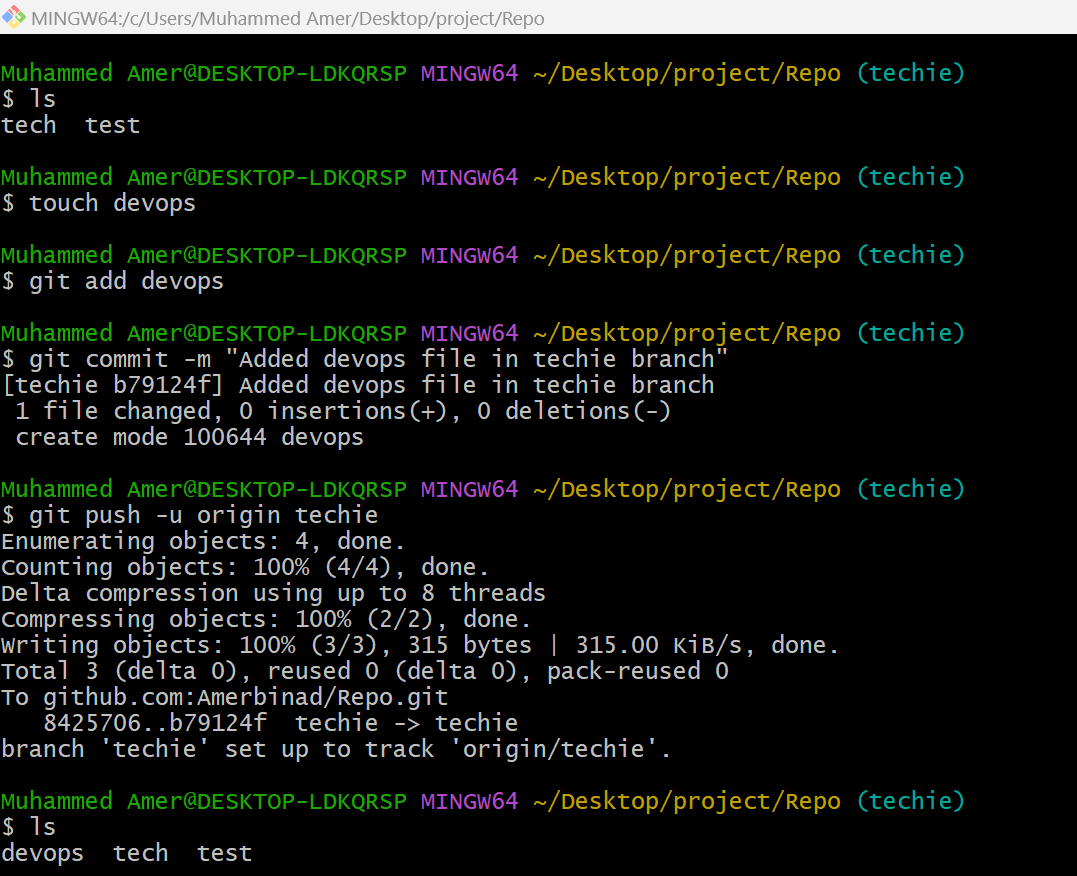 MINGW64:/c/Users/Muhammed Amer/Desktop/project/Repo
Muhammed Amer@DESKTOP-LDKQRSP MINGW64 ~/Desktop/project/Repo (techie)
$ ls
tech  test
Muhammed Amer@DESKTOP-LDKQRSP MINGW64 ~/Desktop/project/Repo (techie)
$ touch devops
Muhammed Amer@DESKTOP-LDKQRSP MINGW64 ~/Desktop/project/Repo (techie)
$ git add devops
Muhammed Amer@DESKTOP-LDKQRSP MINGW64 ~/Desktop/project/Repo (techie)
$ git commit -m "Added devops file in techie branch"
[techie b79124f] Added devops file in techie branch
 1 file changed, 0 insertions(+), 0 deletions(-)
 create mode 100644 devops
Muhammed Amer@DESKTOP-LDKQRSP MINGW64 ~/Desktop/project/Repo (techie)
$ git push -u origin techie
Enumerating objects: 4, done.
Counting objects: 100% (4/4), done.
Delta compression using up to 8 threads
Compressing objects: 100% (2/2), done.
Writing objects: 100% (3/3), 315 bytes | 315.00 KiB/s, done.
Total 3 (delta 0), reused 0 (delta 0), pack-reused 0
To github.com:Amerbinad/Repo.git
   8425706..b79124f  techie -> techie
branch 'techie' set up to track 'origin/techie'.
Muhammed Amer@DESKTOP-LDKQRSP MINGW64 ~/Desktop/project/Repo (techie)
$ ls
devops  tech  test